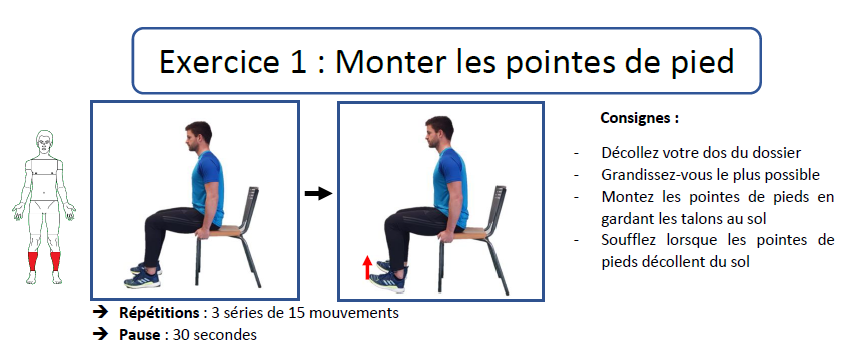 Exercice 1 : Monter les pointes de pied
Consignes :
- Décollez votre dos du dossier
- Grandissez-vous le plus possible
- Montez les pointes de pieds en
gardant les talons au sol
- Soufflez lorsque les pointes de
pieds décollent du sol
➔ Répétitions : 3 séries de 15 mouvements
➔ Pause : 30 secondes